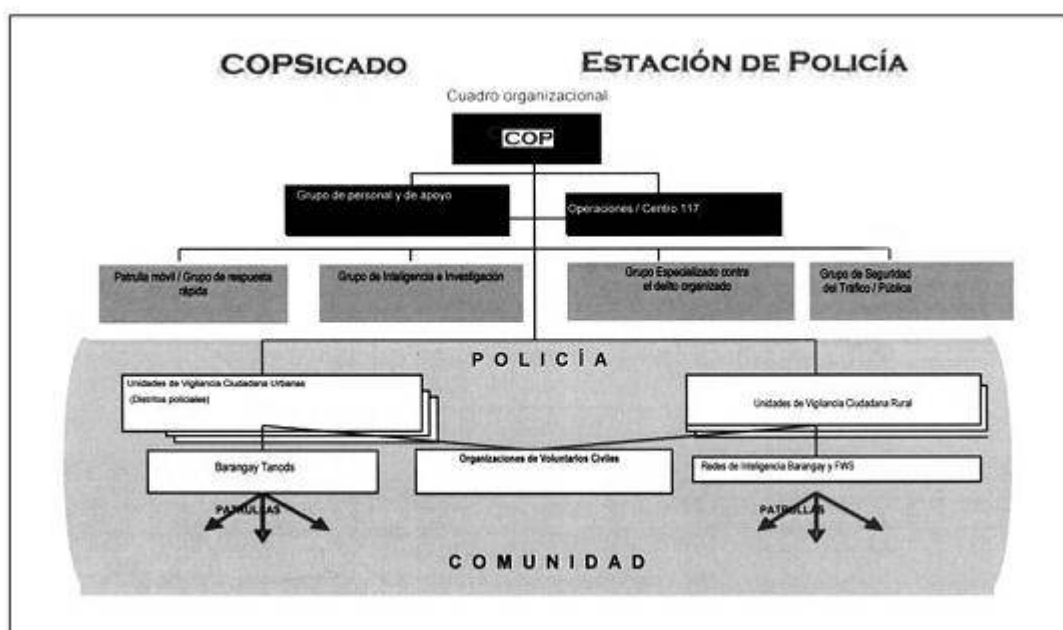 COPSICADO ESTACIÓN DE POLICÍA
Cuadro organizacional
COP
Grupo de personal y de apoyo
Operaciones / Centro 117
Patrulla móvil / Grupo de respuesta
rápida
Grupo de Inteligencia e Investigación
Grupo Especializado contra
el delito organizado
Grupo de Seguridad
del Tráfico / Pública
POLICÍA
Unidades de Vigilancia Ciudadana Urbanas
(Distritos policiales)
Unidades de Vigilancia Ciudadana Rural
Barangay Tanods
Organizaciones de Voluntarios Civiles
Redes de Inteligencia Barangay y FWS
PATRULLAS
PATRULLAS
COMUNIDAD